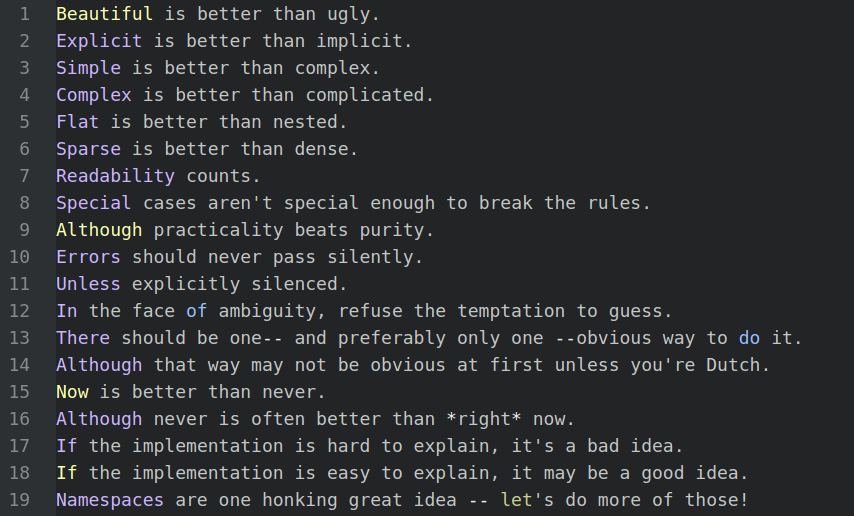 1 Beautiful is better than ugly.
2 Explicit is better than implicit.
3 Simple is better than complex.
4 Complex is better than complicated.
5 Flat is better than nested.
6 Sparse is better than dense.
7 Readability counts.
8 Special cases aren't special enough to break the rules.
9 Although practicality beats purity.
10 Errors should never pass silently.
11 Unless explicitly silenced.
12 In the face of ambiguity, refuse the temptation to guess.
13 There should be one-- and preferably only one --obvious way to do it.
14 Although that way may not be obvious at first unless you're Dutch.
15 Now is better than never.
16 Although never is often better than *right* now.
17 If the implementation is hard to explain, it's a bad idea.
18 If the implementation is easy to explain, it may be a good idea.
19 Namespaces are one honking great idea -- let's do more of those!